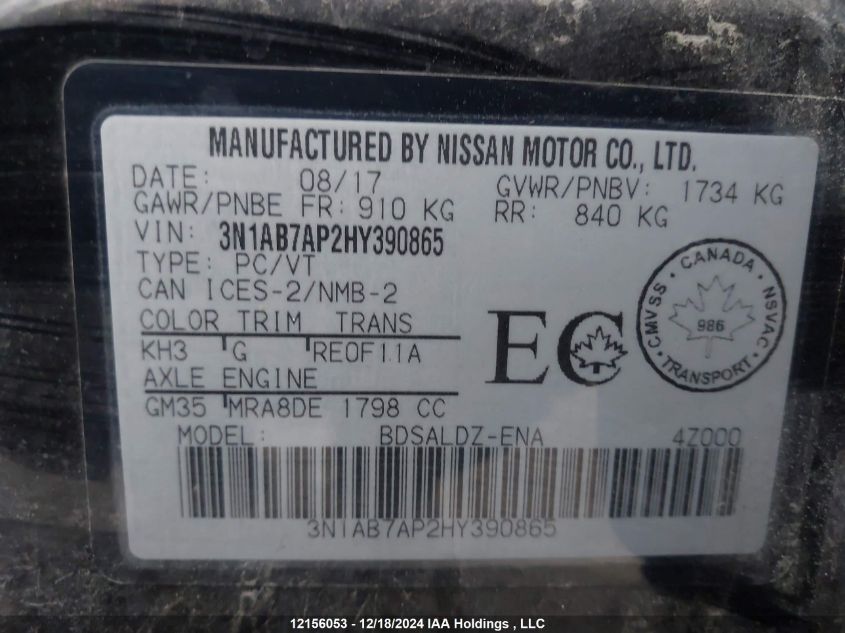 MANUFACTURED BY NISSAN MOTOR CO., LTD.
DATE: 08/17 GVWR/PNBV: 1734 KG
GAWR/PNBE FR: 910 KG RR: 840 KG
VIN: 3N1AB7AP2HY390865
TYPE: PC/VT
CAN ICES-2/NMB-2
COLOR TRIM TRANS
KH3 G RE0F11A
AXLE ENGINE
GM35 MRA8DE 1798 CC
EC
CANADA
CMVSS · NSVAC
986
TRANSPORT
MODEL: BDSALDZ-ENA 4Z000
3N1AB7AP2HY390865
12156053 - 12/18/2024 IAA Holdings , LLC